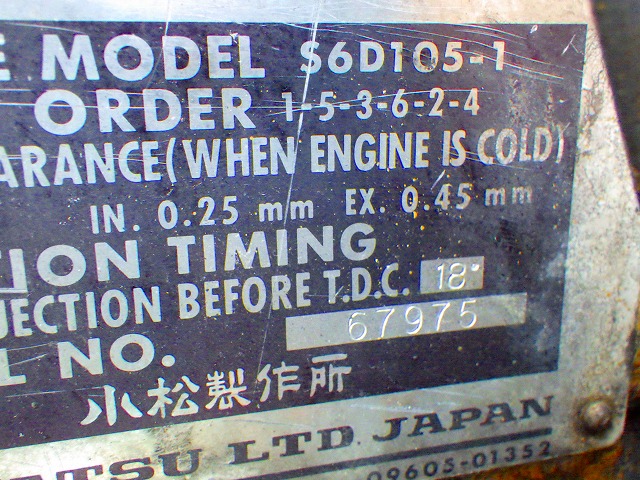 E MODEL S6D105-1
ORDER 1-5-3-6-2-4
ARANCE (WHEN ENGINE IS COLD)
IN. 0.25 mm EX. 0.45 mm
TION TIMING
JECTION BEFORE T.D.C. 18°
L NO. 67975
小松製作所
ATSU LTD. JAPAN
09605-01352